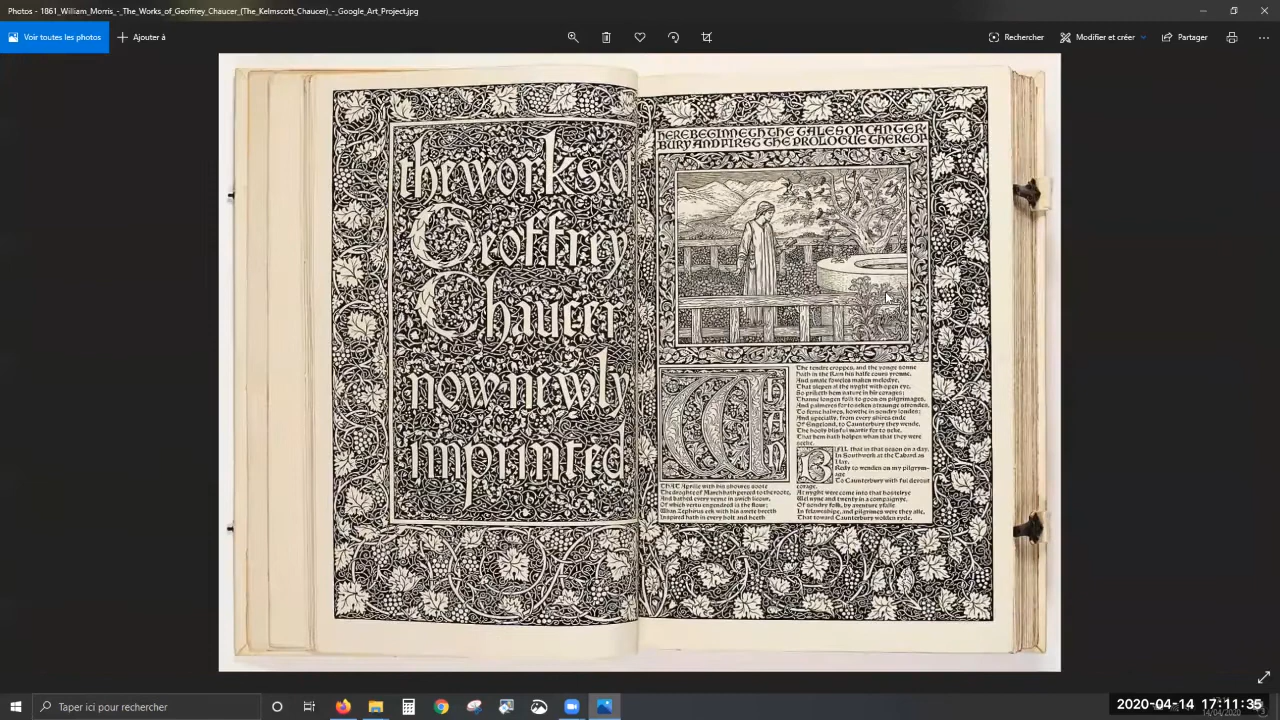 Photos - 1861_William_Morris_-_The_Works_of_Geoffrey_Chaucer_(The_Kelmscott_Chaucer)_-_Google_Art_Project.jpg
Voir toutes les photos
Ajouter à
Rechercher
Modifier et créer
Partager
the works of
Geoffrey
Chaucer
now newly
imprinted
HERE BEGINNETH THE TALES OF CANTER
BURY AND FIRST THE PROLOGUE THEREOF
WHAN
THAT Aprille with his shoures soote
The droghte of March hath perced to the roote,
And bathed every veyne in swich licour,
Of which vertu engendred is the flour;
Whan Zephirus eek with his swete breeth
Inspired hath in every holt and heeth
The tendre croppes, and the yonge sonne
Hath in the Ram his halfe cours yronne,
And smale foweles maken melodye,
That slepen al the nyght with open eye,
So priketh hem nature in hir corages;
Thanne longen folk to goon on pilgrimages,
And palmeres for to seken straunge strondes,
To ferne halwes, kowthe in sondry londes;
And specially, from every shires ende
Of Engelond, to Caunterbury they wende,
The hooly blisful martir for to seke,
That hem hath holpen whan that they were
seeke.
BIFIL that in that seson on a day,
In Southwerk at the Tabard as
I lay,
Redy to wenden on my pilgrym-
age
To Caunterbury with ful devout
corage,
At nyght were come into that hostelrye
Wel nyne and twenty in a compaignye,
Of sondry folk, by aventure yfalle
In felaweshipe, and pilgrimes were they alle,
That toward Caunterbury wolden ryde.
Taper ici pour rechercher
2020-04-14 17:11:35
14/04/2020